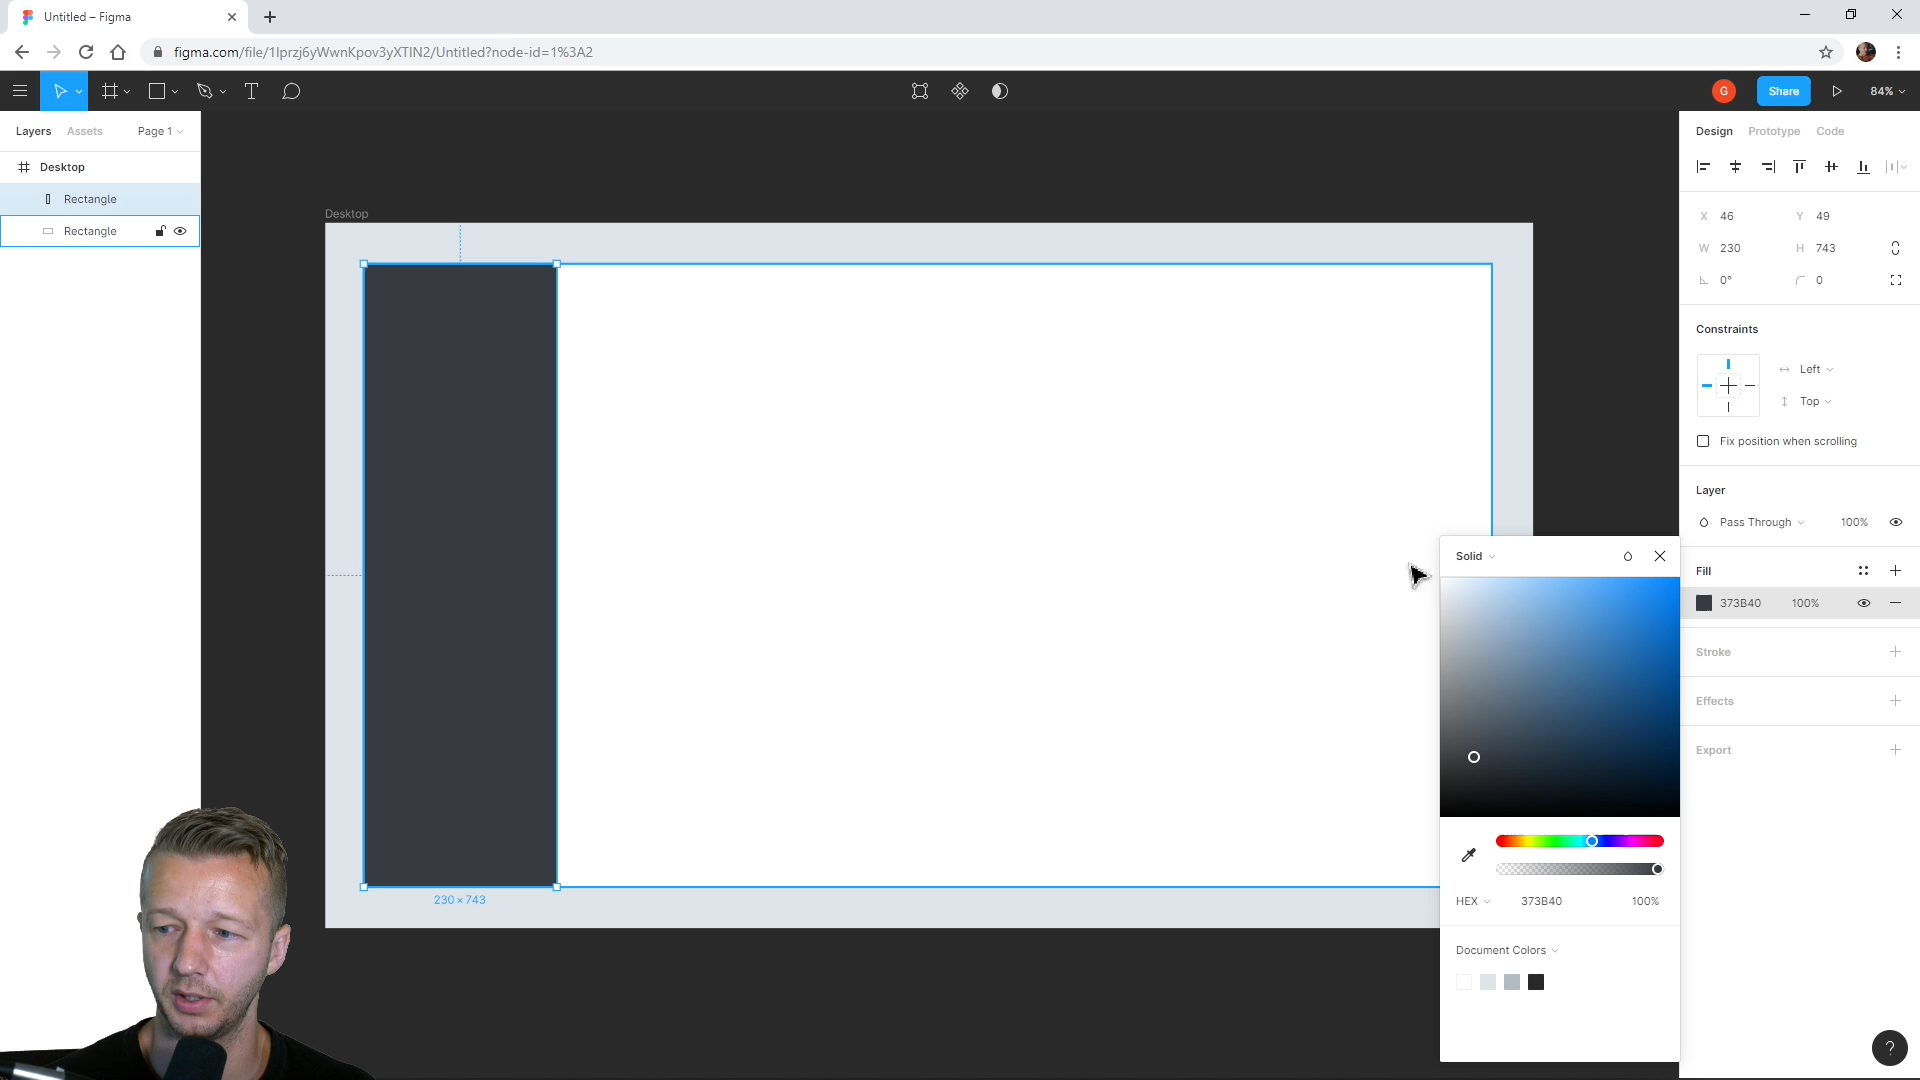 Untitled – Figma
figma.com/file/1Iprzj6yWwnKpov3yXTIN2/Untitled?node-id=1%3A2
G
Share
84%
Layers
Assets
Page 1
Desktop
Rectangle
Rectangle
Desktop
230 × 743
Design
Prototype
Code
X 46
Y 49
W 230
H 743
0°
0
Constraints
Left
Top
Fix position when scrolling
Layer
Pass Through
100%
Fill
373B40
100%
Stroke
Effects
Export
Solid
HEX
373B40
100%
Document Colors
?